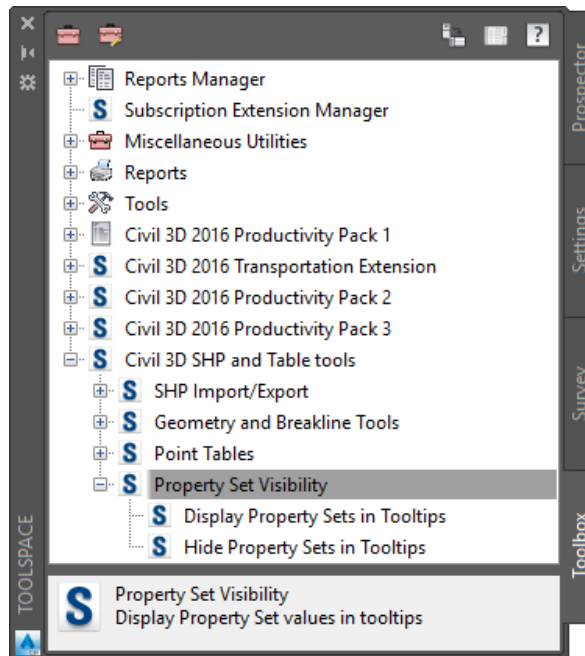 Reports Manager
Subscription Extension Manager
Miscellaneous Utilities
Reports
Tools
Civil 3D 2016 Productivity Pack 1
Civil 3D 2016 Transportation Extension
Civil 3D 2016 Productivity Pack 2
Civil 3D 2016 Productivity Pack 3
Civil 3D SHP and Table tools
SHP Import/Export
Geometry and Breakline Tools
Point Tables
Property Set Visibility
Display Property Sets in Tooltips
Hide Property Sets in Tooltips
Property Set Visibility
Display Property Set values in tooltips
TOOLSPACE
Prospector
Settings
Survey
Toolbox